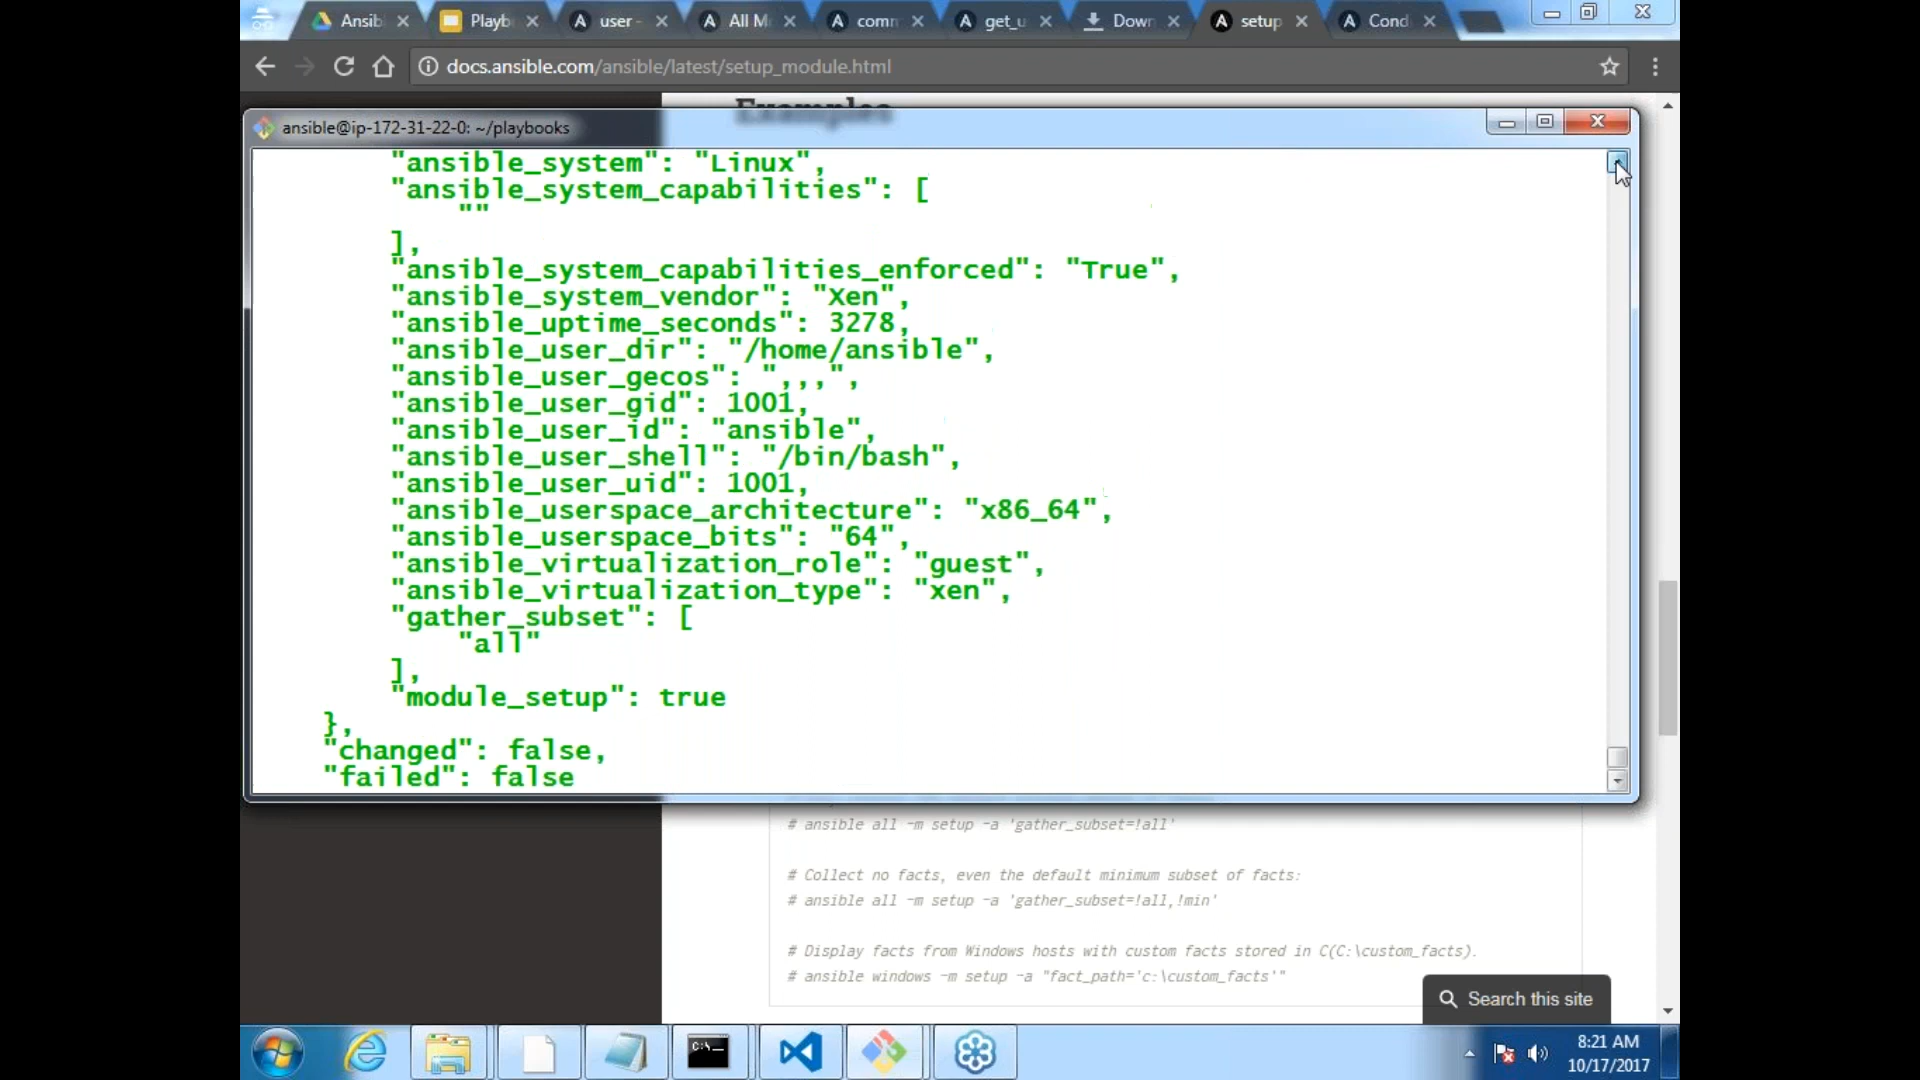 Ansibl
Playb
user -
All M
comm
get_u
Down
setup
Cond
docs.ansible.com/ansible/latest/setup_module.html
Examples
ansible@ip-172-31-22-0: ~/playbooks
"ansible_system": "Linux",
"ansible_system_capabilities": [
""
],
"ansible_system_capabilities_enforced": "True",
"ansible_system_vendor": "Xen",
"ansible_uptime_seconds": 3278,
"ansible_user_dir": "/home/ansible",
"ansible_user_gecos": ",,,",
"ansible_user_gid": 1001,
"ansible_user_id": "ansible",
"ansible_user_shell": "/bin/bash",
"ansible_user_uid": 1001,
"ansible_userspace_architecture": "x86_64",
"ansible_userspace_bits": "64",
"ansible_virtualization_role": "guest",
"ansible_virtualization_type": "xen",
"gather_subset": [
"all"
],
"module_setup": true
},
"changed": false,
"failed": false
# ansible all -m setup -a 'gather_subset=!all'
# Collect no facts, even the default minimum subset of facts:
# ansible all -m setup -a 'gather_subset=!all,!min'
# Display facts from Windows hosts with custom facts stored in C(C:\custom_facts).
# ansible windows -m setup -a "fact_path='c:\custom_facts'"
Search this site
8:21 AM
10/17/2017